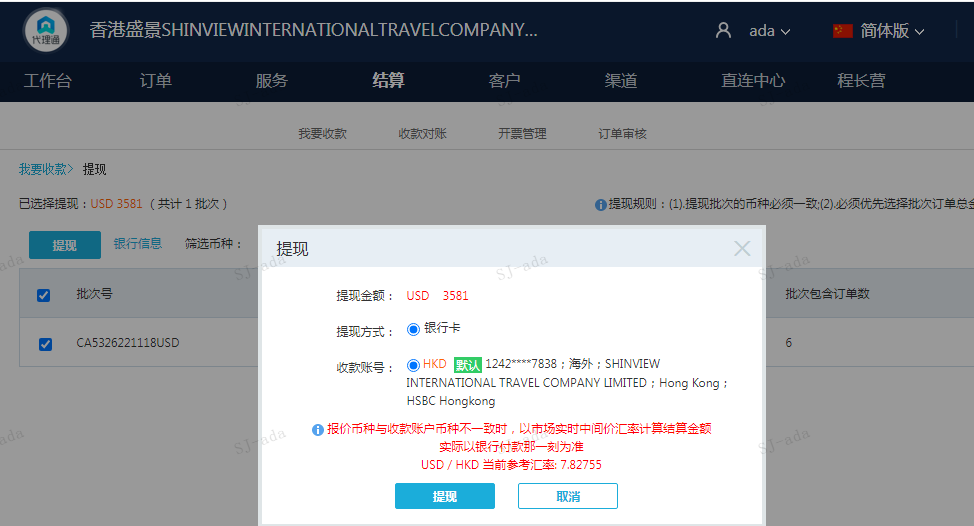 代理通
香港盛景SHINVIEWINTERNATIONALTRAVELCOMPANY...
ada
简体版
工作台 订单 服务 结算 客户 渠道 直连中心 程长营
我要收款 收款对账 开票管理 订单审核
我要收款> 提现
已选择提现：USD 3581 （共计 1 批次 ）
提现规则：(1).提现批次的币种必须一致;(2).必须优先选择批次订单总金
提现 银行信息 筛选币种：
批次号 批次包含订单数
CA5326221118USD 6
提现
提现金额： USD 3581
提现方式： 银行卡
收款账号： HKD 默认 1242****7838；海外；SHINVIEW
INTERNATIONAL TRAVEL COMPANY LIMITED；Hong Kong；
HSBC Hongkong
报价币种与收款账户币种不一致时，以市场实时中间价汇率计算结算金额
实际以银行付款那一刻为准
USD / HKD 当前参考汇率: 7.82755
提现 取消
SJ-ada
SJ-ada
SJ-ada
SJ-ada
SJ-ada